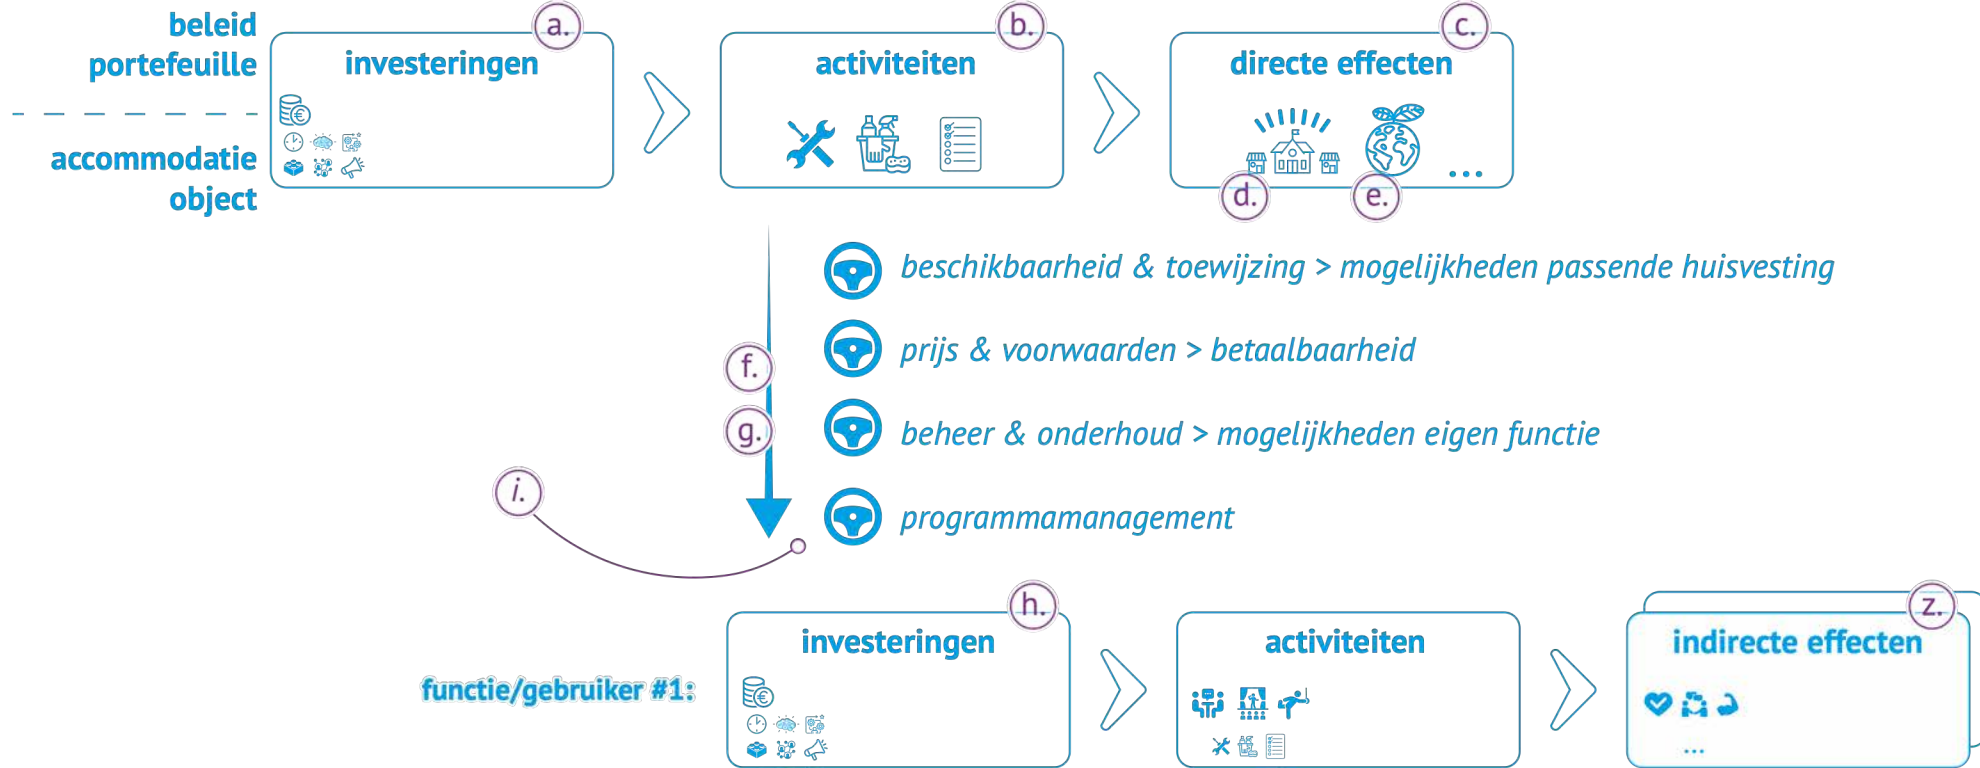 beleid
portefeuille
accommodatie
object
a.
investeringen
b.
activiteiten
c.
directe effecten
...
d.
e.
beschikbaarheid & toewijzing > mogelijkheden passende huisvesting
prijs & voorwaarden > betaalbaarheid
f.
beheer & onderhoud > mogelijkheden eigen functie
g.
i.
programmamanagement
functie/gebruiker #1:
h.
investeringen
activiteiten
z.
indirecte effecten
...